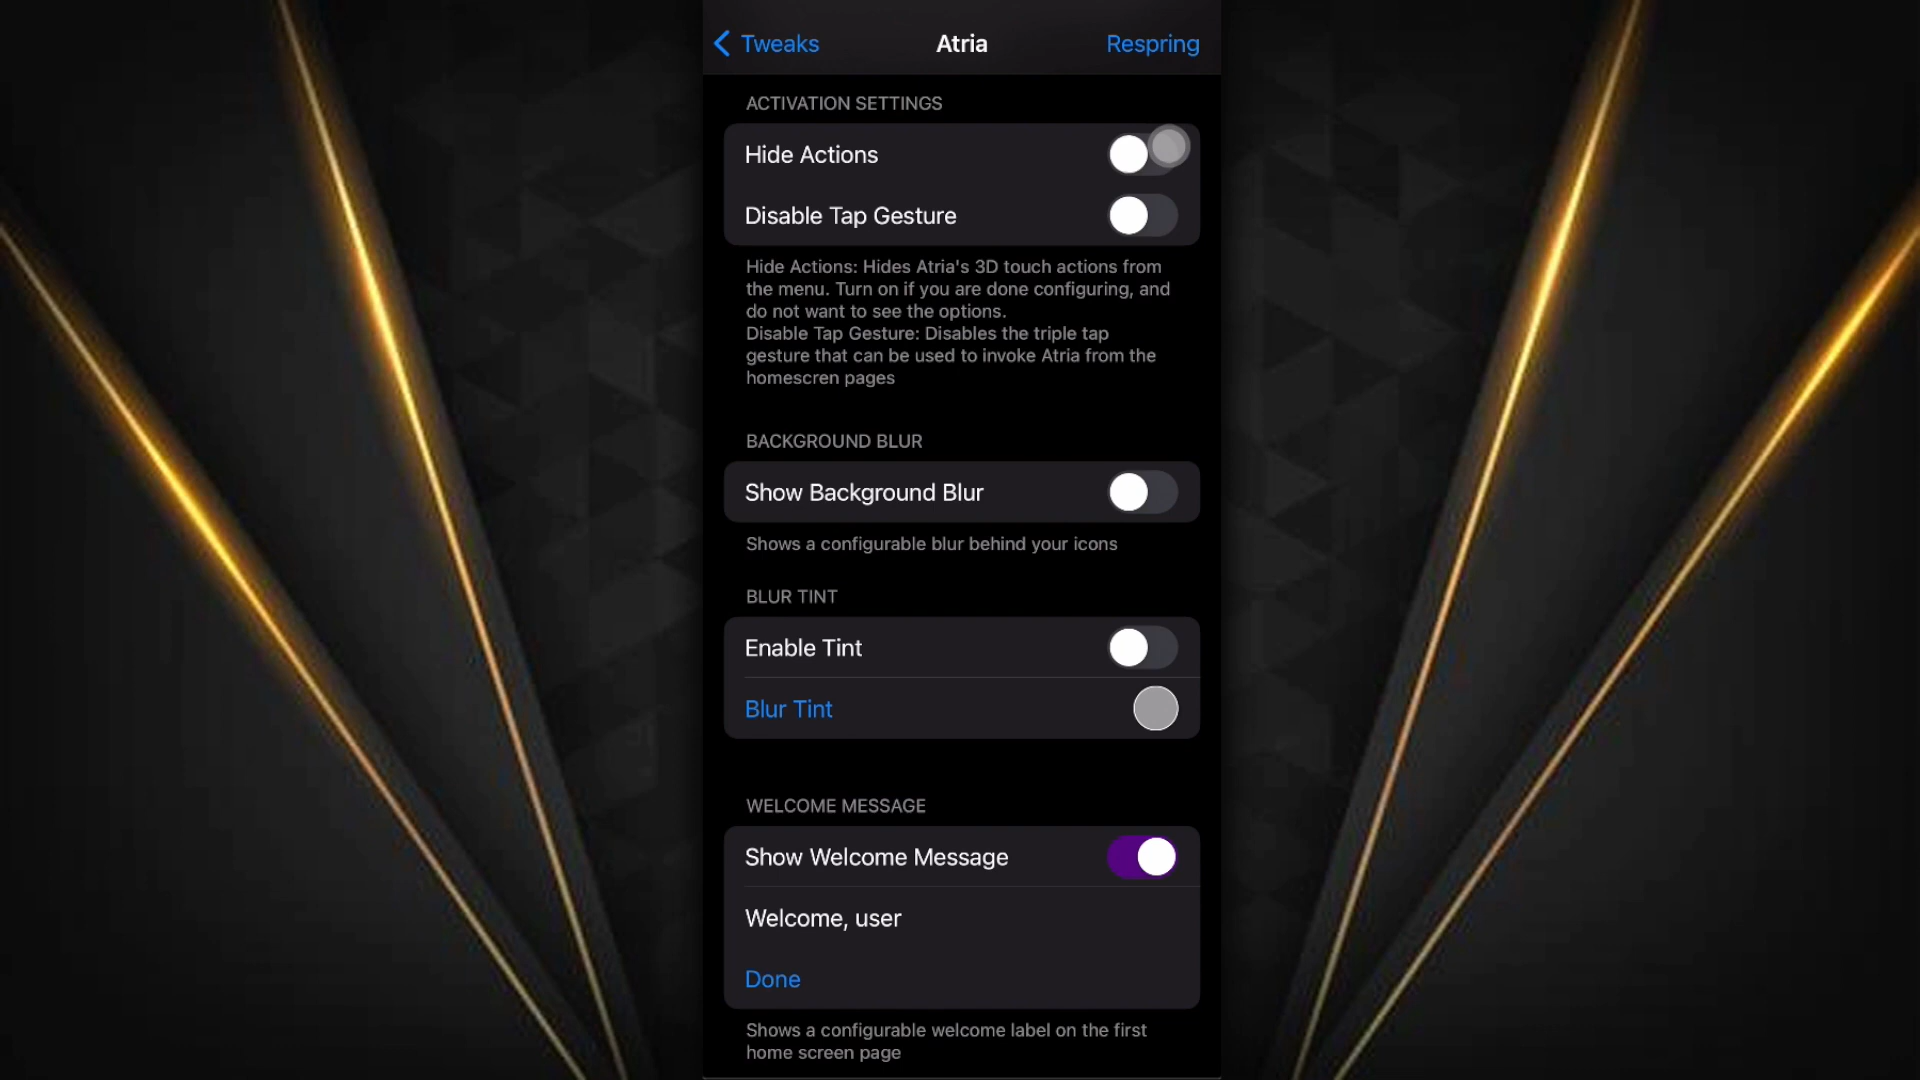 Tweaks
Atria
Respring
ACTIVATION SETTINGS
Hide Actions
Disable Tap Gesture
Hide Actions: Hides Atria's 3D touch actions from
the menu. Turn on if you are done configuring, and
do not want to see the options.
Disable Tap Gesture: Disables the triple tap
gesture that can be used to invoke Atria from the
homescren pages
BACKGROUND BLUR
Show Background Blur
Shows a configurable blur behind your icons
BLUR TINT
Enable Tint
Blur Tint
WELCOME MESSAGE
Show Welcome Message
Welcome, user
Done
Shows a configurable welcome label on the first
home screen page